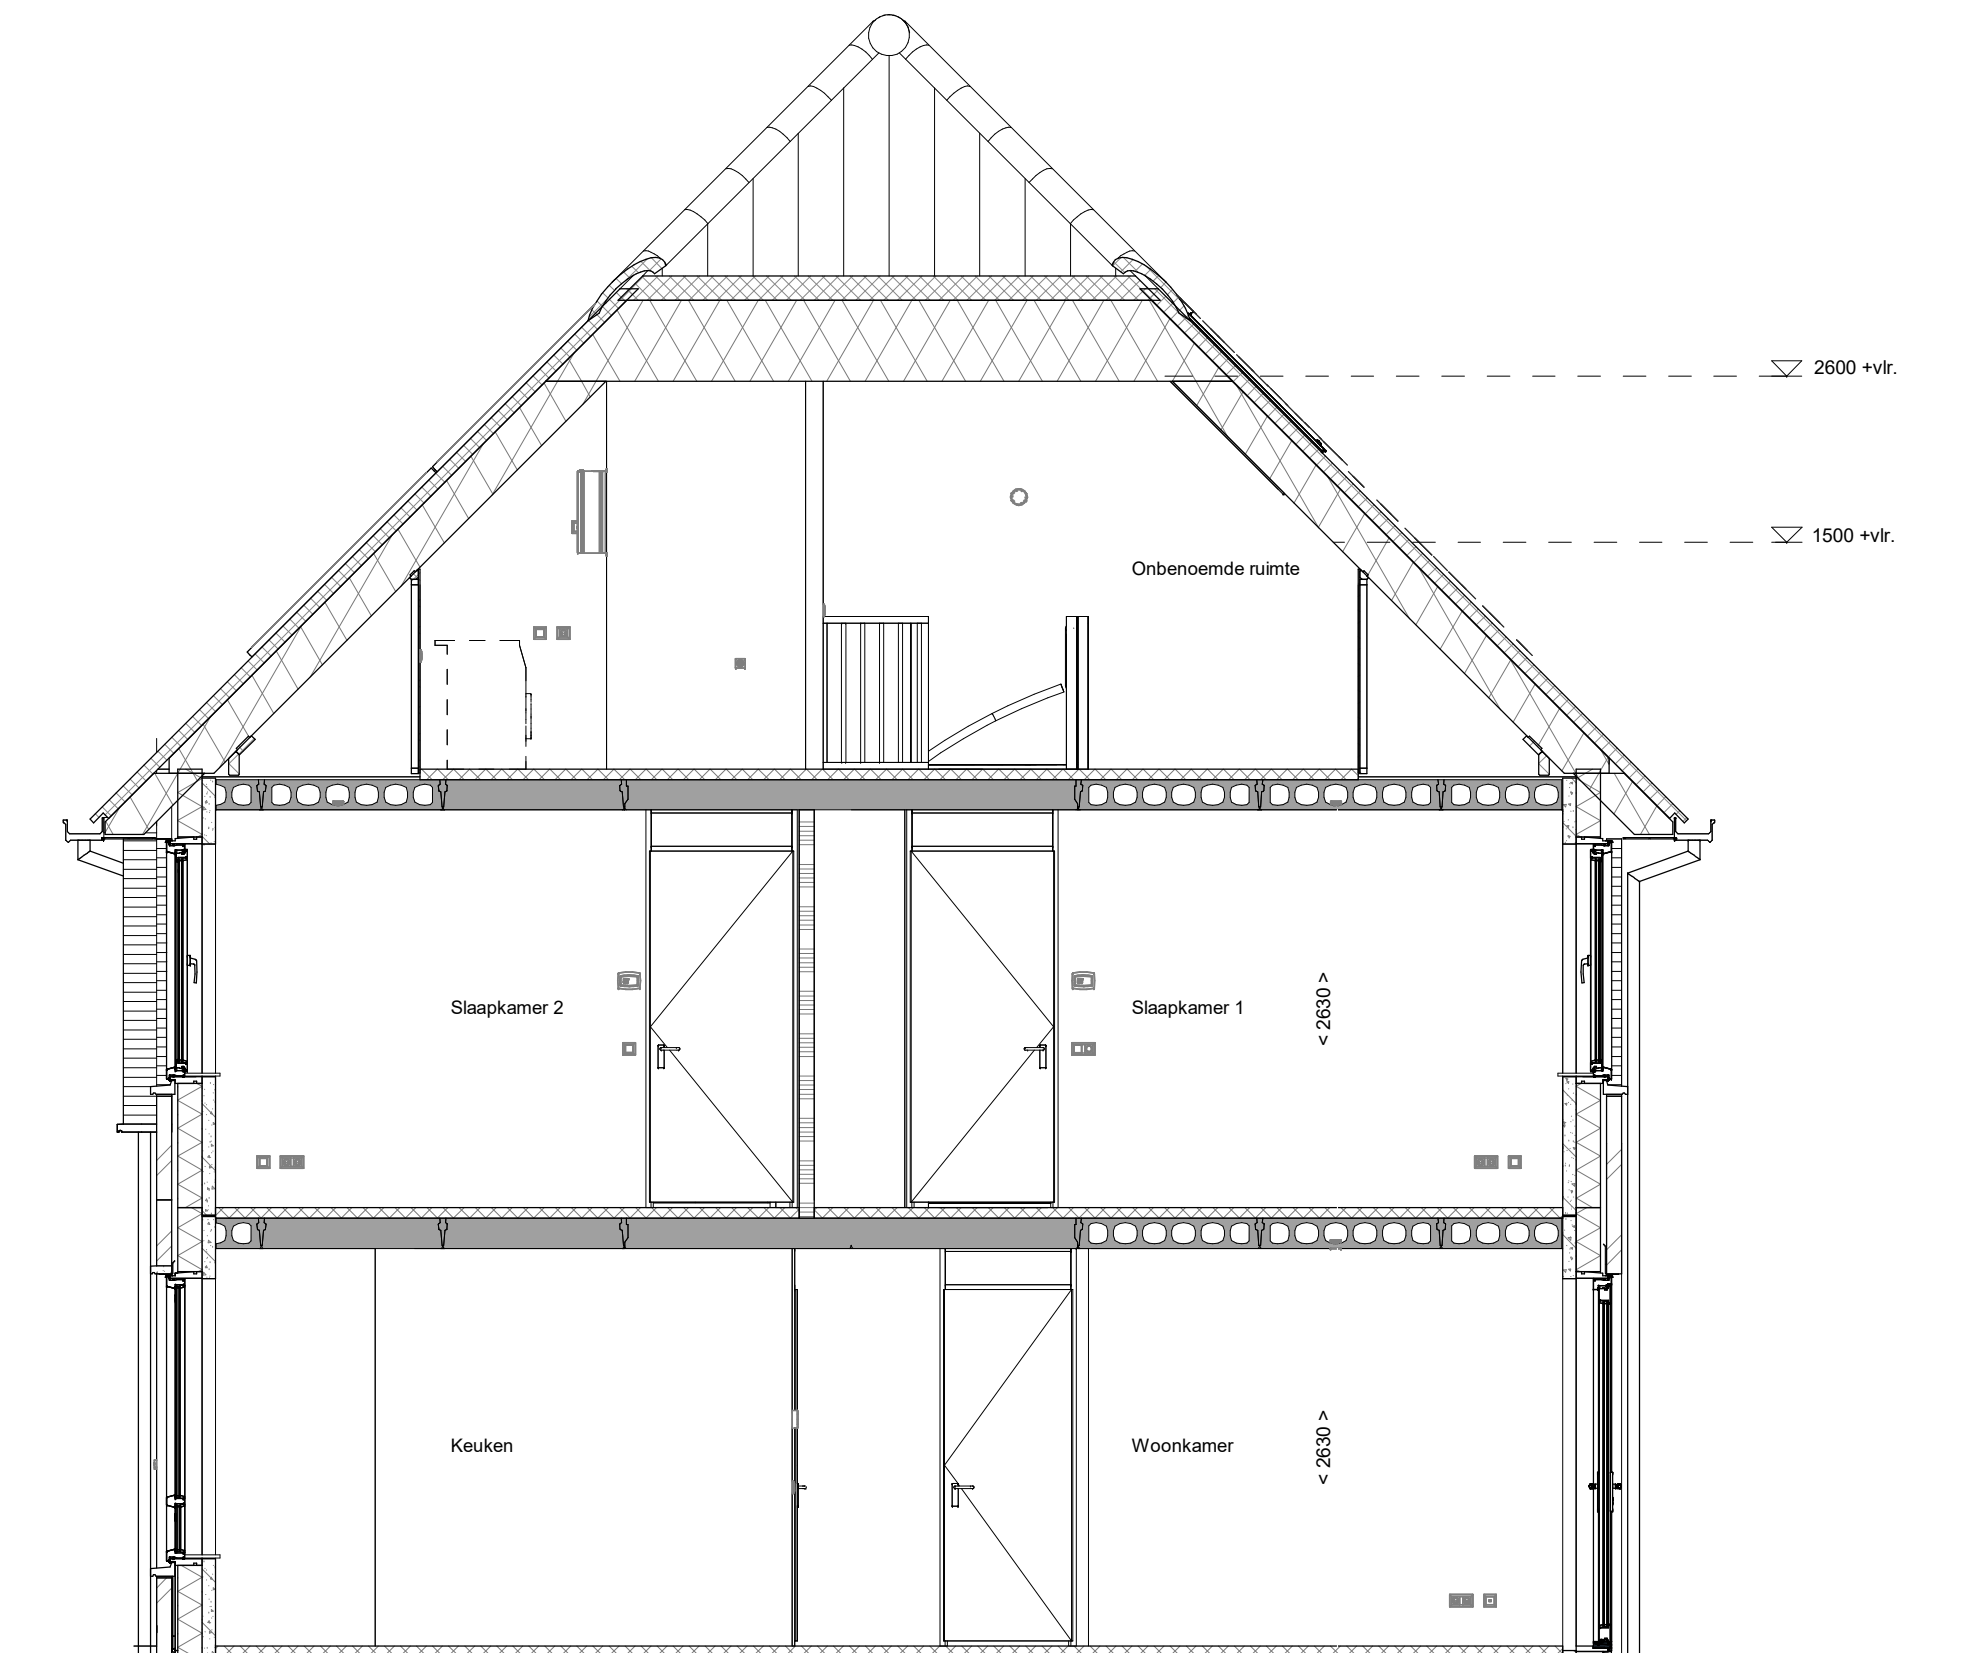 2600 +vlr.
1500 +vlr.
Onbenoemde ruimte
Slaapkamer 2
Slaapkamer 1
< 2630 >
Keuken
Woonkamer
< 2630 >